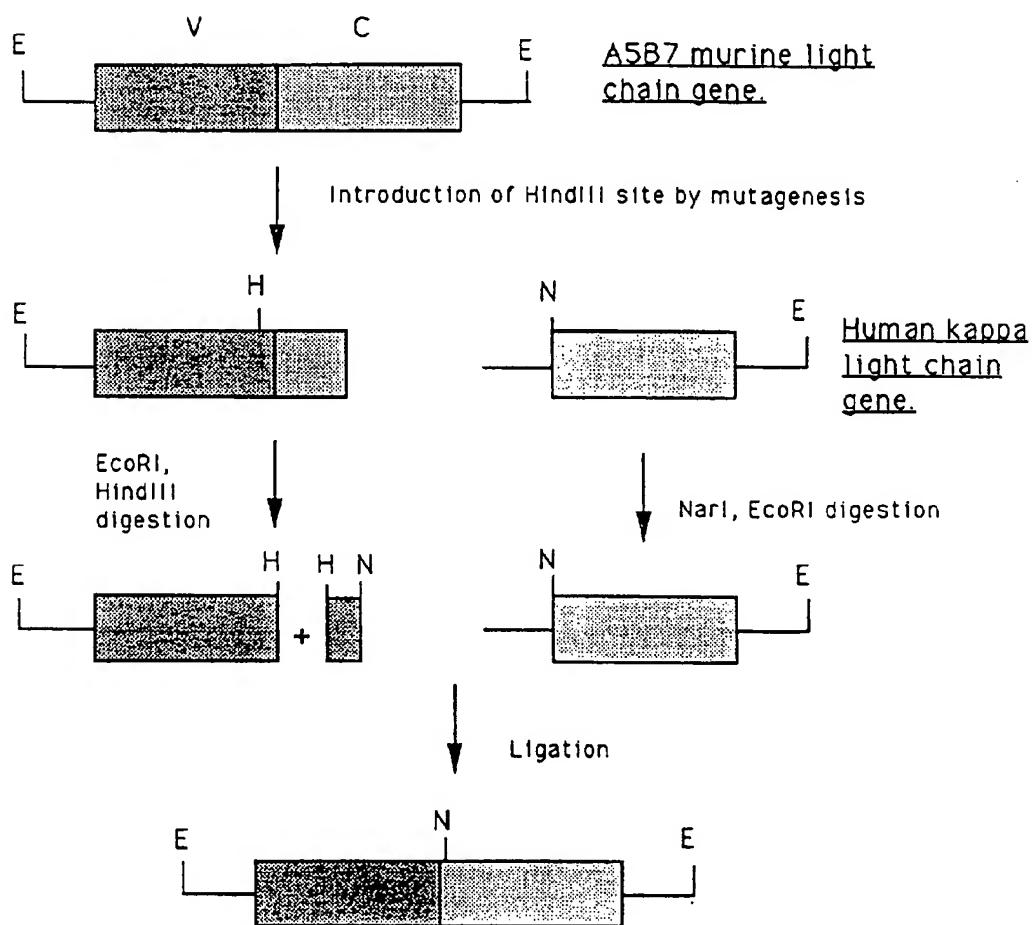 V C
E E
A5B7 murine light
chain gene.
Introduction of HindIII site by mutagenesis
H N
E E
Human kappa
light chain
gene.
EcoRI,
HindIII
digestion
NarI, EcoRI digestion
H H N N
E E
+
Ligation
N
E E